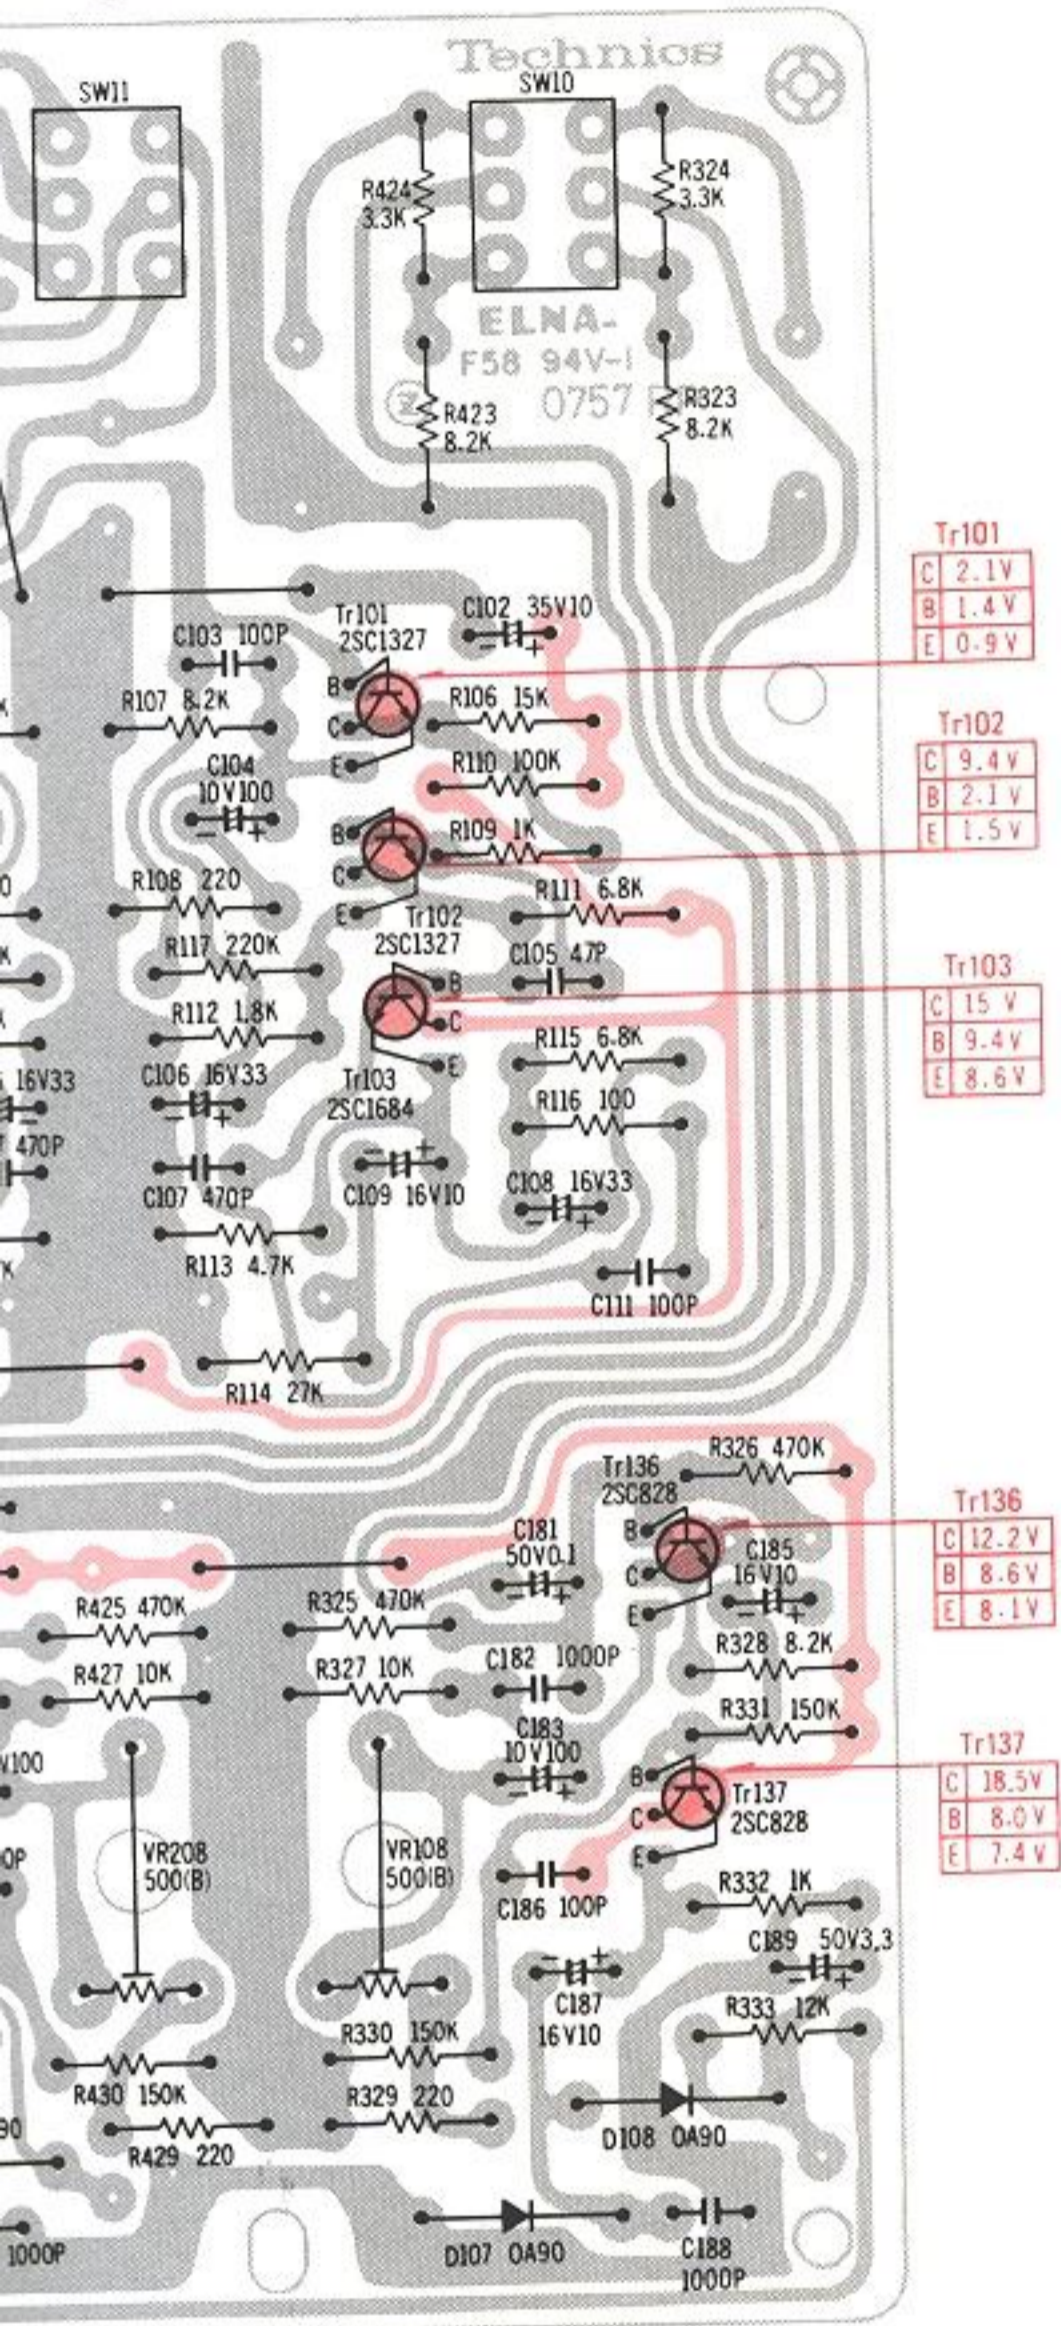 Technics
SW11
SW10
R424
3.3K
R324
3.3K
ELNA-
F58 94V-1
0757
R423
8.2K
R323
8.2K
Tr101
C 2.1V
B 1.4V
E 0.9V
Tr101
2SC1327
C102 35V10
- +
C103 100P
B
C
E
R107 8.2K
R106 15K
Tr102
C 9.4V
B 2.1V
E 1.5V
C104
10V100
- +
R110 100K
B
C
E
R109 1K
R108 220
R111 6.8K
Tr102
2SC1327
R117 220K
C105 47P
Tr103
C 15 V
B 9.4V
E 8.6V
B
C
E
R112 1.8K
R115 6.8K
16V33
C106 16V33
- +
Tr103
2SC1684
R116 100
470P
C107 470P
- +
C109 16V10
C108 16V33
- +
R113 4.7K
C111 100P
R114 27K
R326 470K
Tr136
2SC828
Tr136
C 12.2V
B 8.6V
E 8.1V
C181
50V0.1
- +
B
C
E
C185
16V10
- +
R425 470K
R325 470K
R328 8.2K
R427 10K
R327 10K
C182 1000P
R331 150K
C183
10V100
- +
V100
Tr137
C 18.5V
B 8.0V
E 7.4V
B
C
E
Tr137
2SC828
VR208
500(B)
VR108
500(B)
C186 100P
R332 1K
C189 50V3.3
- +
- +
C187
16V10
R333 12K
R330 150K
R430 150K
R329 220
R429 220
D108 OA90
D107 OA90
C188
1000P
1000P